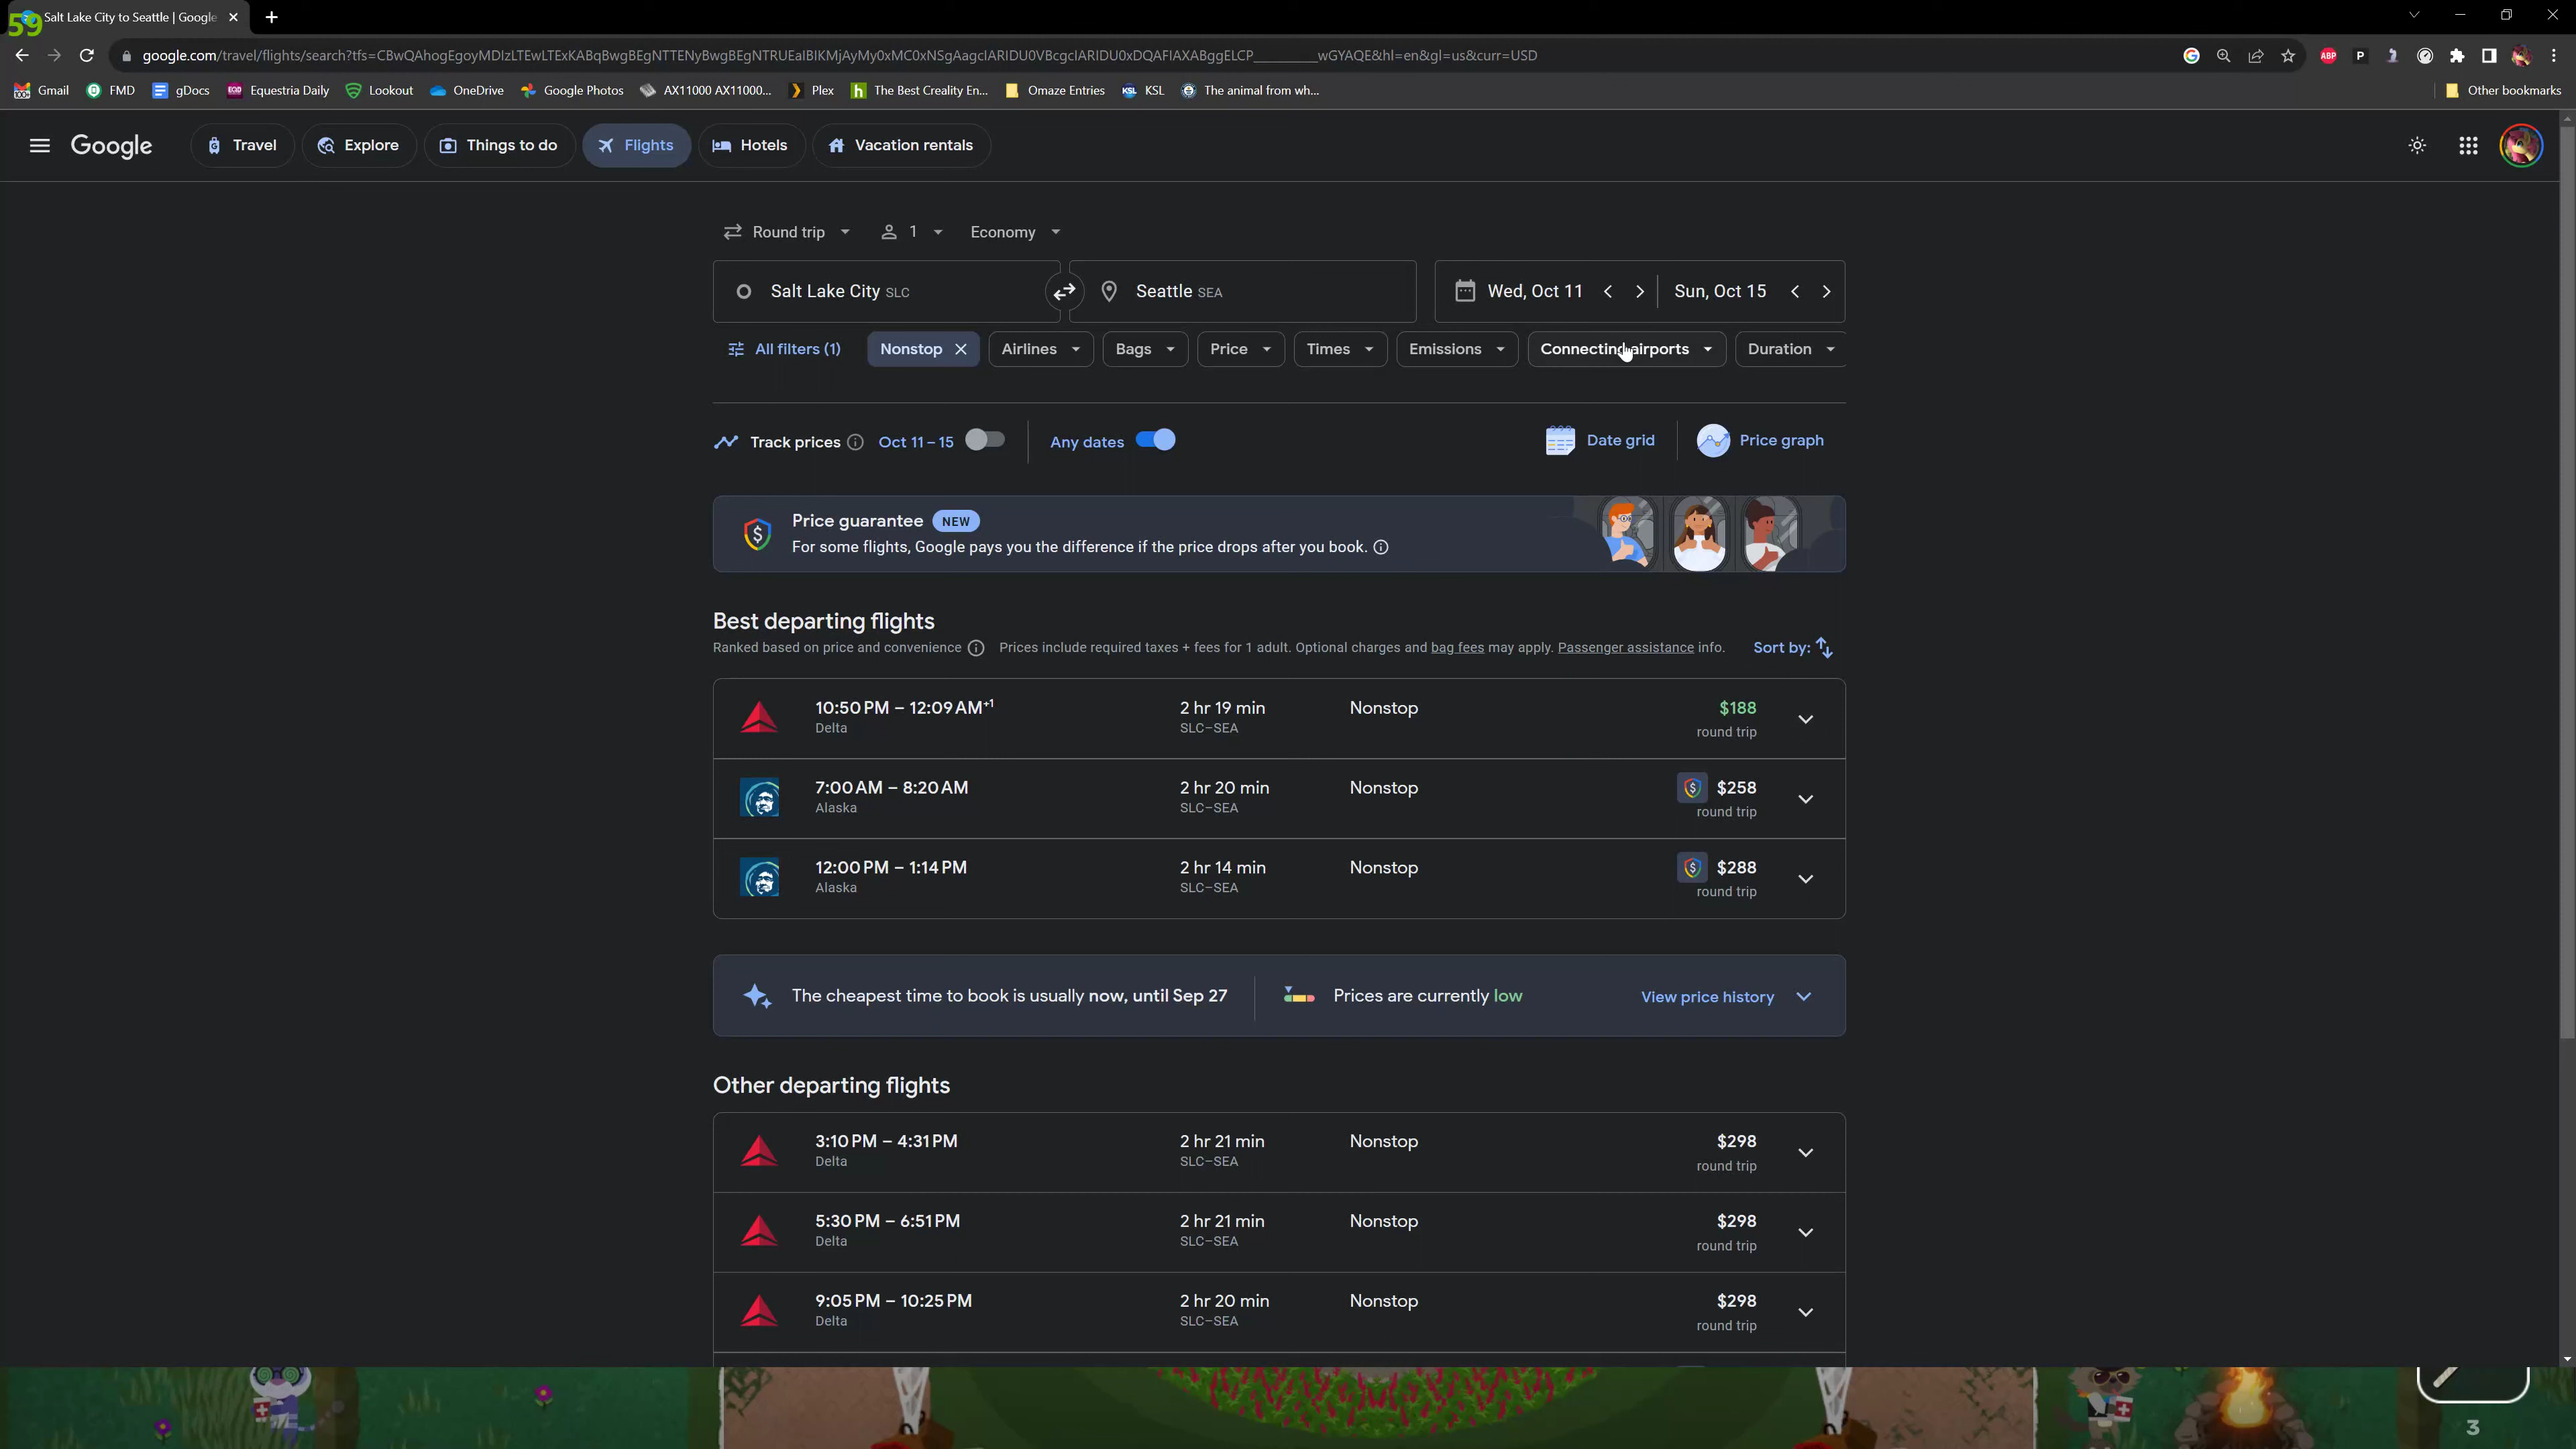 59
Salt Lake City to Seattle | Google
google.com/travel/flights/search?tfs=CBwQAhogEgoyMDIzLTEwLTExKABqBwgBEgNTTENyBwgBEgNTRUEaIBIKMjAyMy0xMC0xNSgAagcIARIDU0VBcgcIARIDU0xDQAFIAXABggELCP__________wGYAQE&hl=en&gl=us&curr=USD
ABP
P
Gmail FMD gDocs Equestria Daily Lookout OneDrive Google Photos AX11000 AX11000... Plex The Best Creality En... Omaze Entries KSL The animal from wh... Other bookmarks
Google Travel Explore Things to do Flights Hotels Vacation rentals
Round trip 1 Economy
Salt Lake City SLC Seattle SEA Wed, Oct 11 Sun, Oct 15
All filters (1) Nonstop Airlines Bags Price Times Emissions Connecting airports Duration
Track prices Oct 11 – 15 Any dates Date grid Price graph
Price guarantee NEW
For some flights, Google pays you the difference if the price drops after you book.
Best departing flights
Ranked based on price and convenience Prices include required taxes + fees for 1 adult. Optional charges and bag fees may apply. Passenger assistance info. Sort by:
10:50 PM – 12:09 AM+1 2 hr 19 min Nonstop $188
Delta SLC–SEA round trip
7:00 AM – 8:20 AM 2 hr 20 min Nonstop $258
Alaska SLC–SEA round trip
12:00 PM – 1:14 PM 2 hr 14 min Nonstop $288
Alaska SLC–SEA round trip
The cheapest time to book is usually now, until Sep 27 Prices are currently low View price history
Other departing flights
3:10 PM – 4:31 PM 2 hr 21 min Nonstop $298
Delta SLC–SEA round trip
5:30 PM – 6:51 PM 2 hr 21 min Nonstop $298
Delta SLC–SEA round trip
9:05 PM – 10:25 PM 2 hr 20 min Nonstop $298
Delta SLC–SEA round trip
3